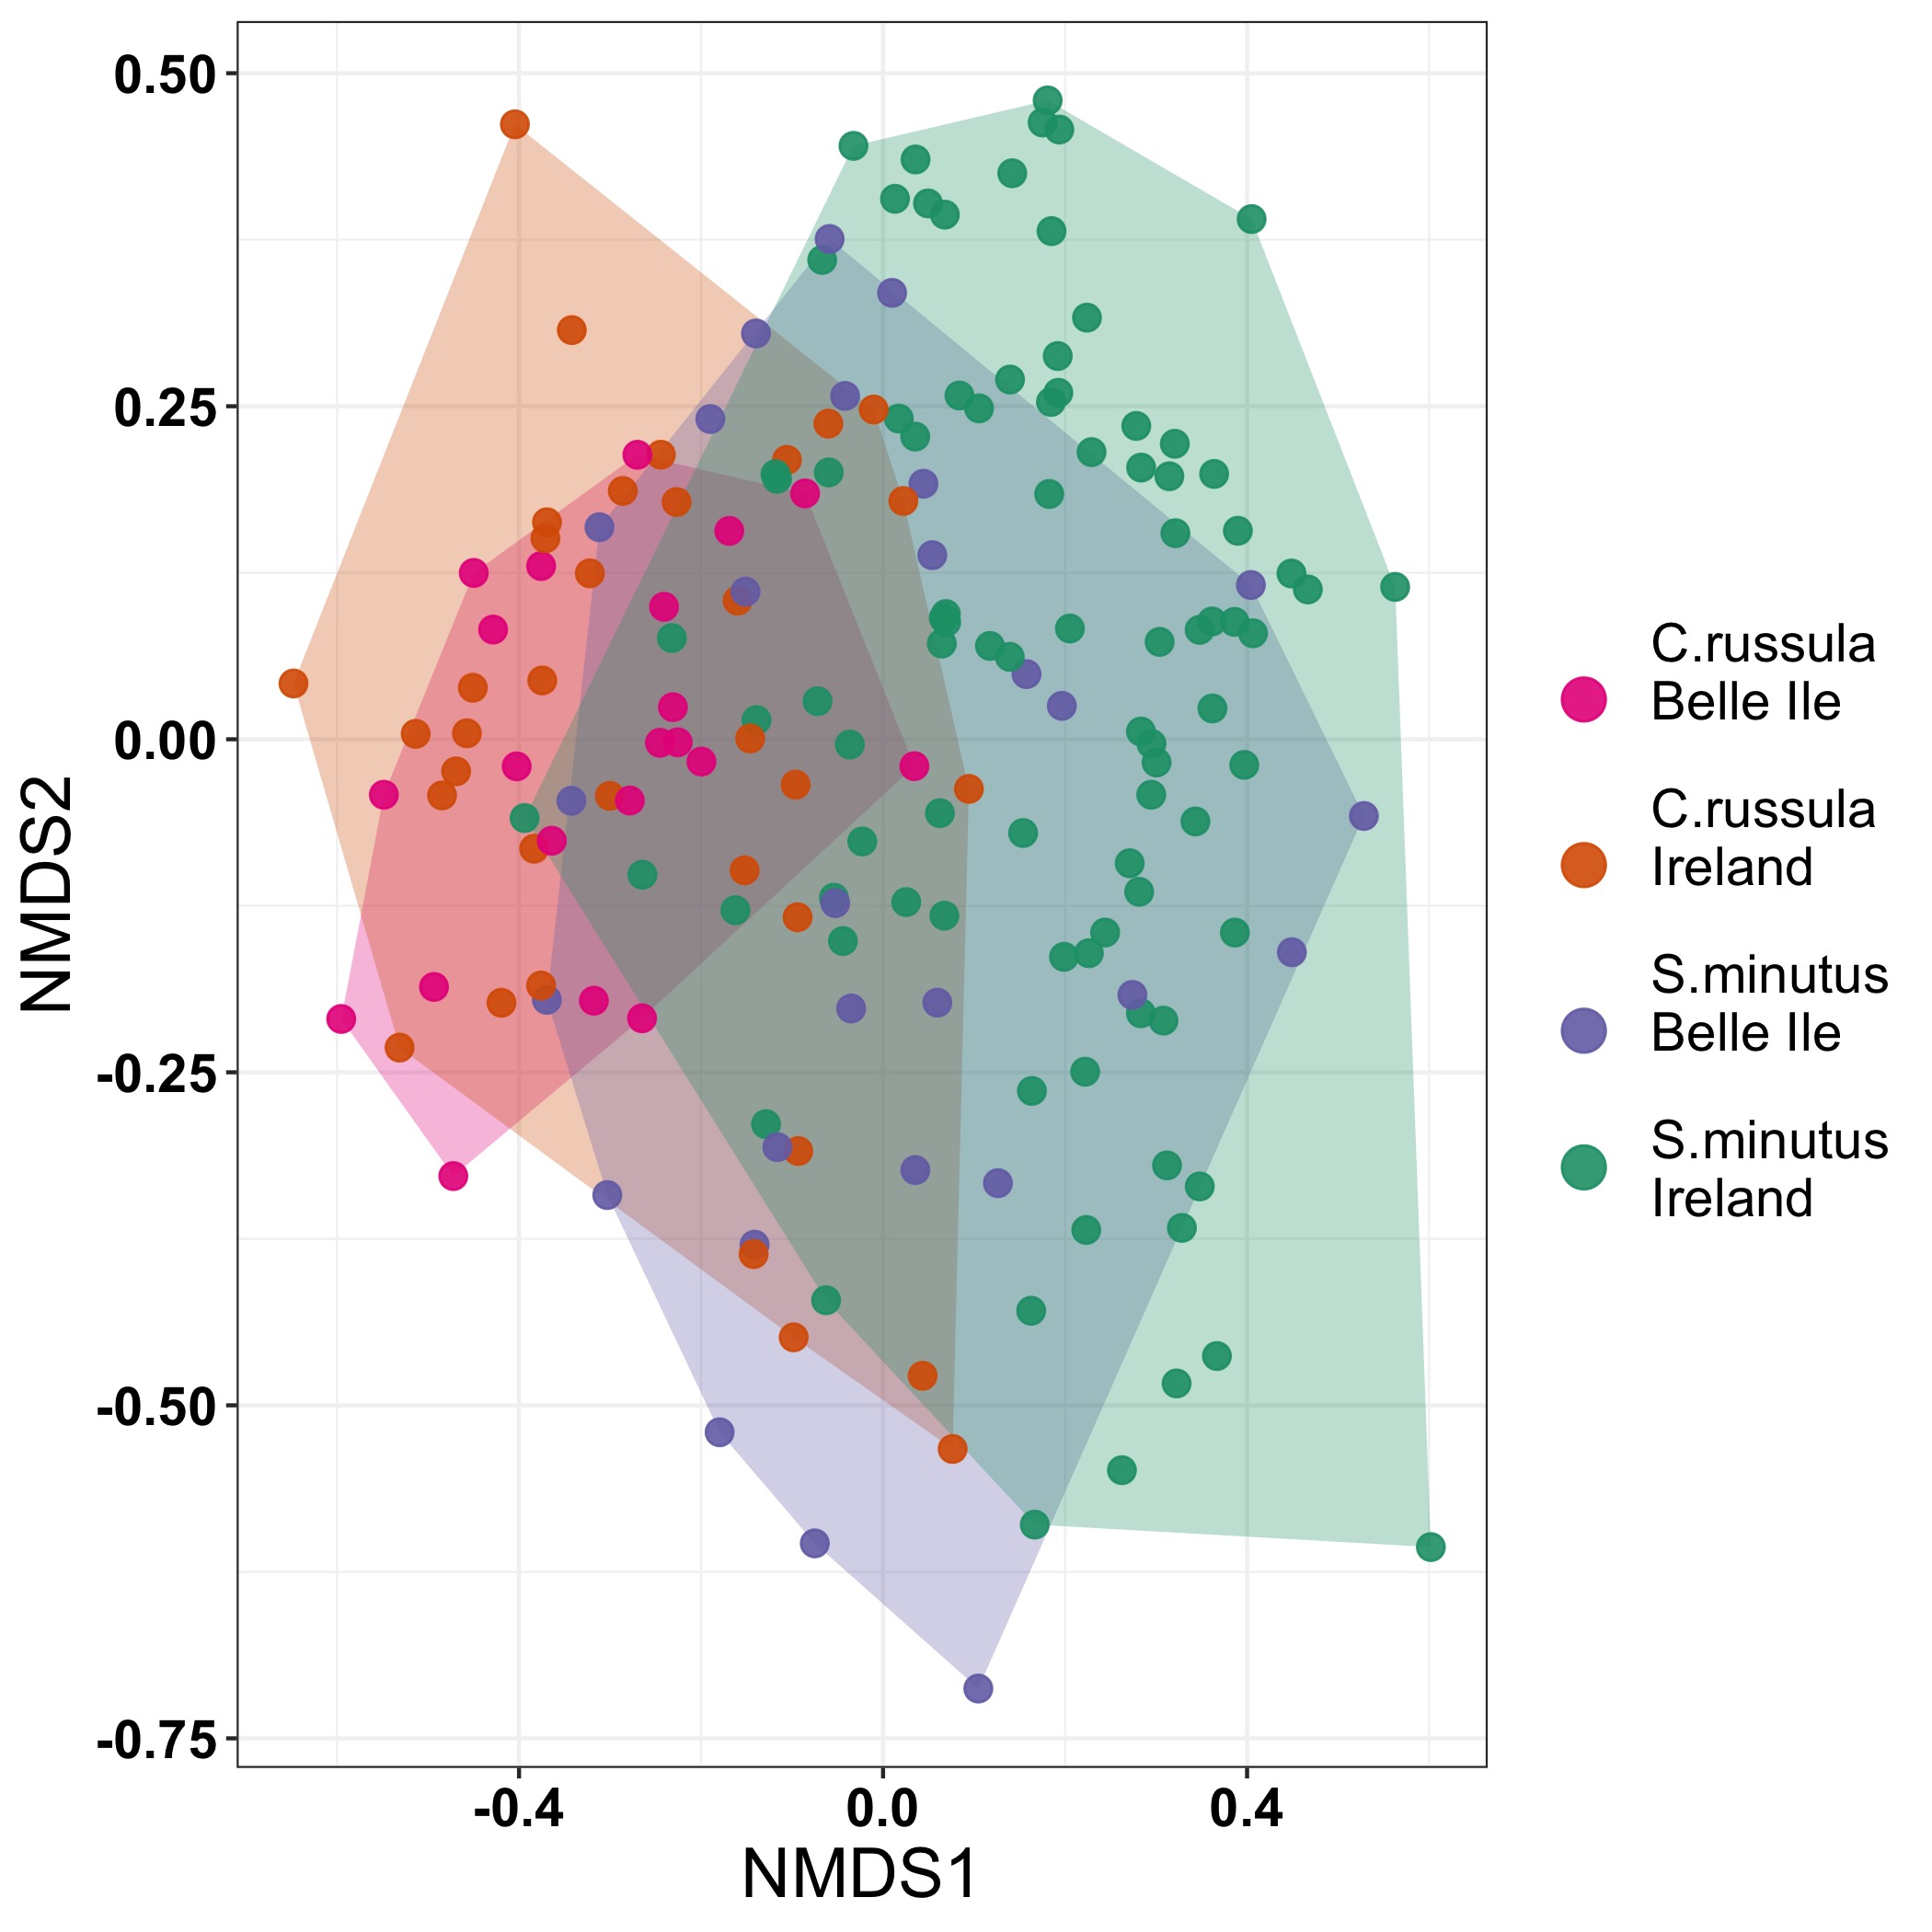 0.50
0.25
0.00
-0.25
-0.50
-0.75
NMDS2
-0.4
0.0
0.4
NMDS1
C.russula
Belle Ile
C.russula
Ireland
S.minutus
Belle Ile
S.minutus
Ireland